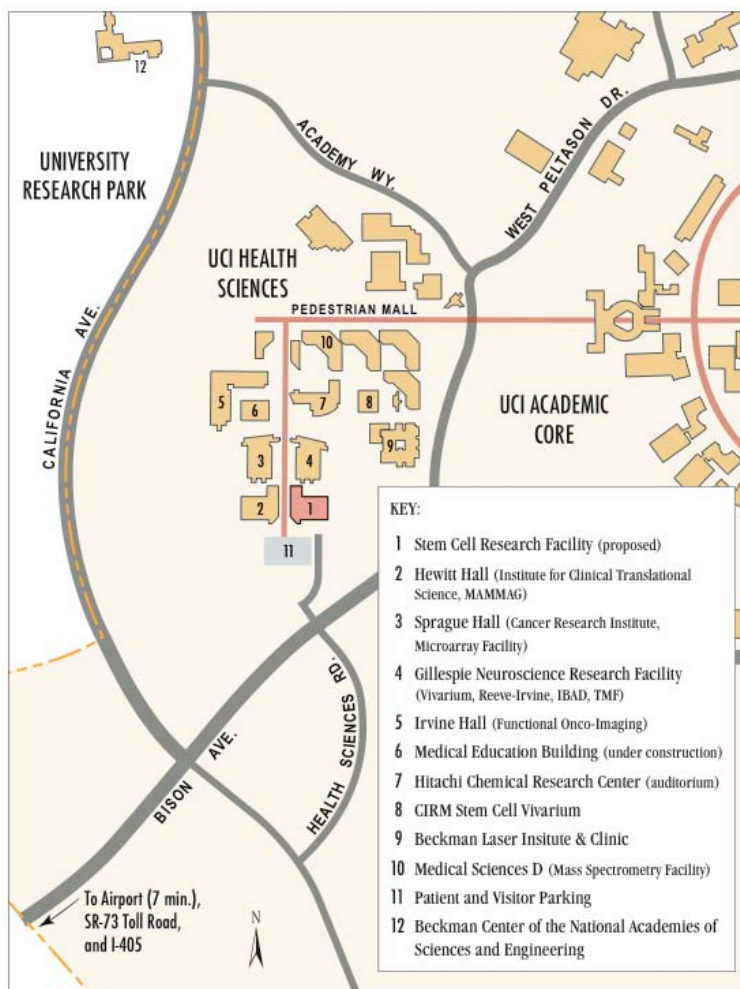 12
UNIVERSITY
RESEARCH PARK
ACADEMY WY.
WEST PELTASON DR.
UCI HEALTH
SCIENCES
PEDESTRIAN MALL
CALIFORNIA AVE.
10
5
6
7
8
UCI ACADEMIC
CORE
9
3
4
2
1
11
HEALTH SCIENCES RD.
BISON AVE.
To Airport (7 min.),
SR-73 Toll Road,
and I-405
N
KEY:
1 Stem Cell Research Facility (proposed)
2 Hewitt Hall (Institute for Clinical Translational
Science, MAMMAG)
3 Sprague Hall (Cancer Research Institute,
Microarray Facility)
4 Gillespie Neuroscience Research Facility
(Vivarium, Reeve-Irvine, IBAD, TMF)
5 Irvine Hall (Functional Onco-Imaging)
6 Medical Education Building (under construction)
7 Hitachi Chemical Research Center (auditorium)
8 CIRM Stem Cell Vivarium
9 Beckman Laser Insitute & Clinic
10 Medical Sciences D (Mass Spectrometry Facility)
11 Patient and Visitor Parking
12 Beckman Center of the National Academies of
Sciences and Engineering